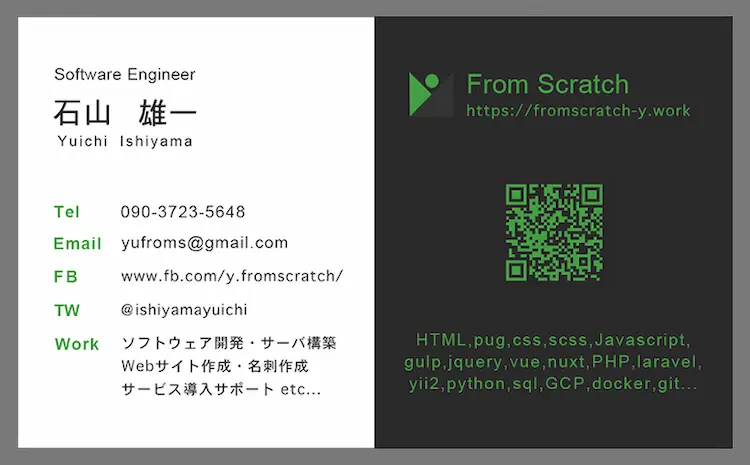 Software Engineer
石山　雄一
Yuichi Ishiyama
Tel 090-3723-5648
Email yufroms@gmail.com
FB www.fb.com/y.fromscratch/
TW @ishiyamayuichi
Work ソフトウェア開発・サーバ構築
Webサイト作成・名刺作成
サービス導入サポート etc...
From Scratch
https://fromscratch-y.work
HTML,pug,css,scss,Javascript,
gulp,jquery,vue,nuxt,PHP,laravel,
yii2,python,sql,GCP,docker,git...